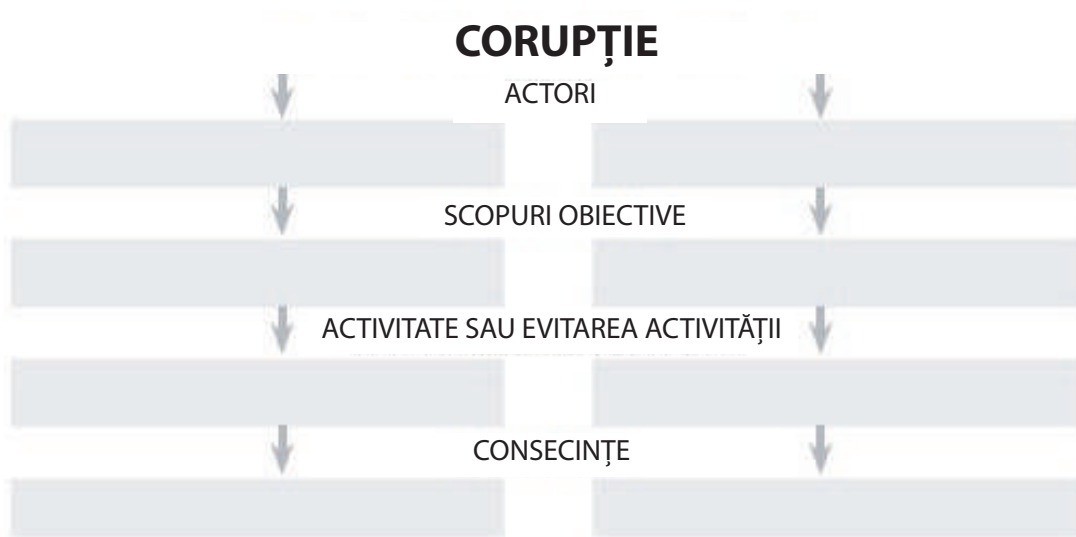 CORUPȚIE
ACTORI
SCOPURI OBIECTIVE
ACTIVITATE SAU EVITAREA ACTIVITĂȚII
CONSECINȚE